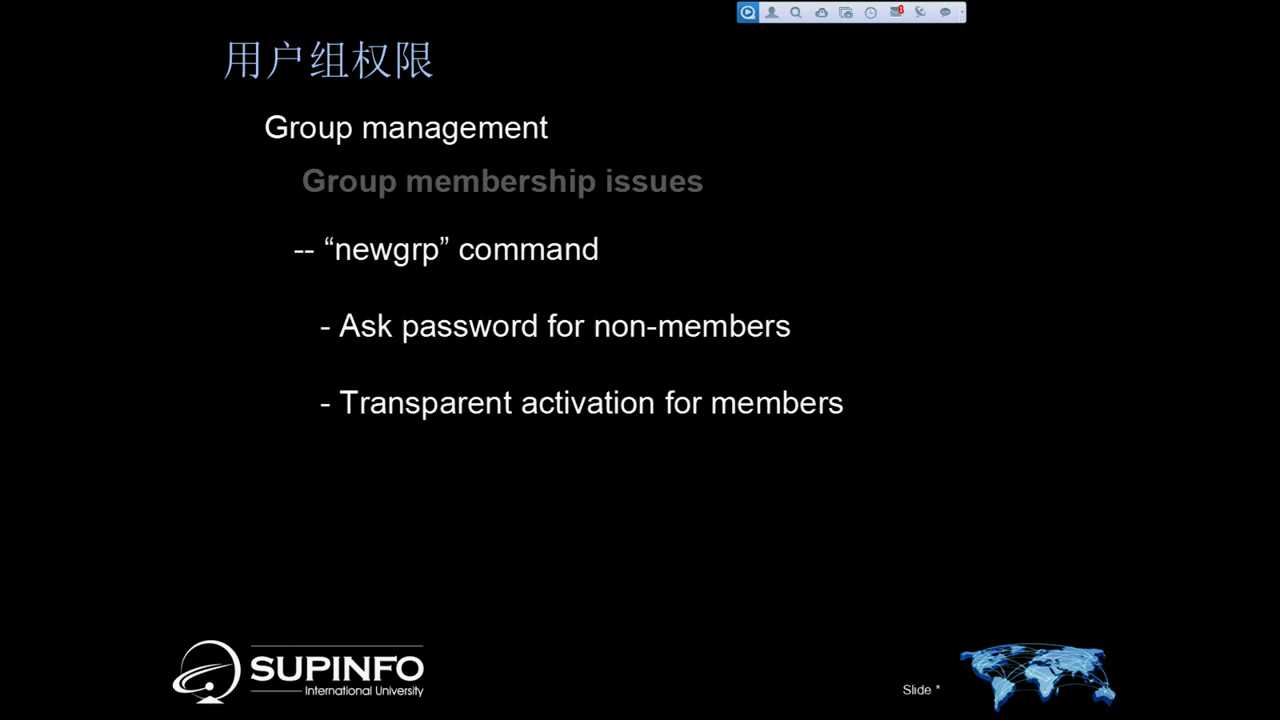 用户组权限
Group management
Group membership issues
-- “newgrp” command
- Ask password for non-members
- Transparent activation for members
SUPINFO
International University
Slide *